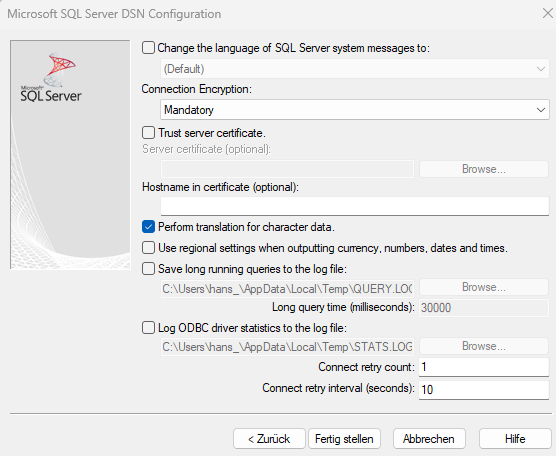 Microsoft SQL Server DSN Configuration
Microsoft
SQL Server
Change the language of SQL Server system messages to:
(Default)
Connection Encryption:
Mandatory
Trust server certificate.
Server certificate (optional):
Browse...
Hostname in certificate (optional):
Perform translation for character data.
Use regional settings when outputting currency, numbers, dates and times.
Save long running queries to the log file:
C:\Users\hans_\AppData\Local\Temp\QUERY.LOG Browse...
Long query time (milliseconds): 30000
Log ODBC driver statistics to the log file:
C:\Users\hans_\AppData\Local\Temp\STATS.LOG Browse...
Connect retry count: 1
Connect retry interval (seconds): 10
< Zurück Fertig stellen Abbrechen Hilfe